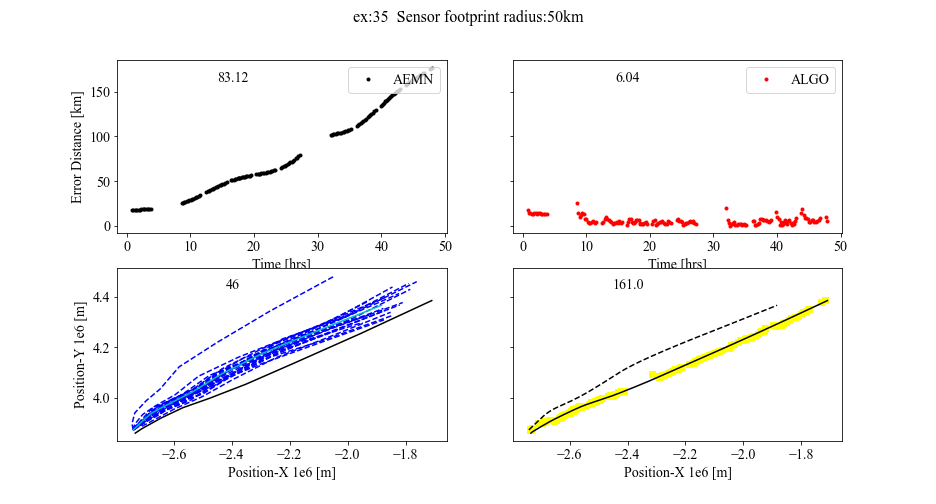 ex:35 Sensor footprint radius:50km
83.12
AEMN
6.04
ALGO
Error Distance [km]
150
100
50
0
0 10 20 30 40 50
0 10 20 30 40 50
Time [hrs]
Time [hrs]
46
161.0
Position-Y 1e6 [m]
4.4
4.2
4.0
−2.6 −2.4 −2.2 −2.0 −1.8
−2.6 −2.4 −2.2 −2.0 −1.8
Position-X 1e6 [m]
Position-X 1e6 [m]